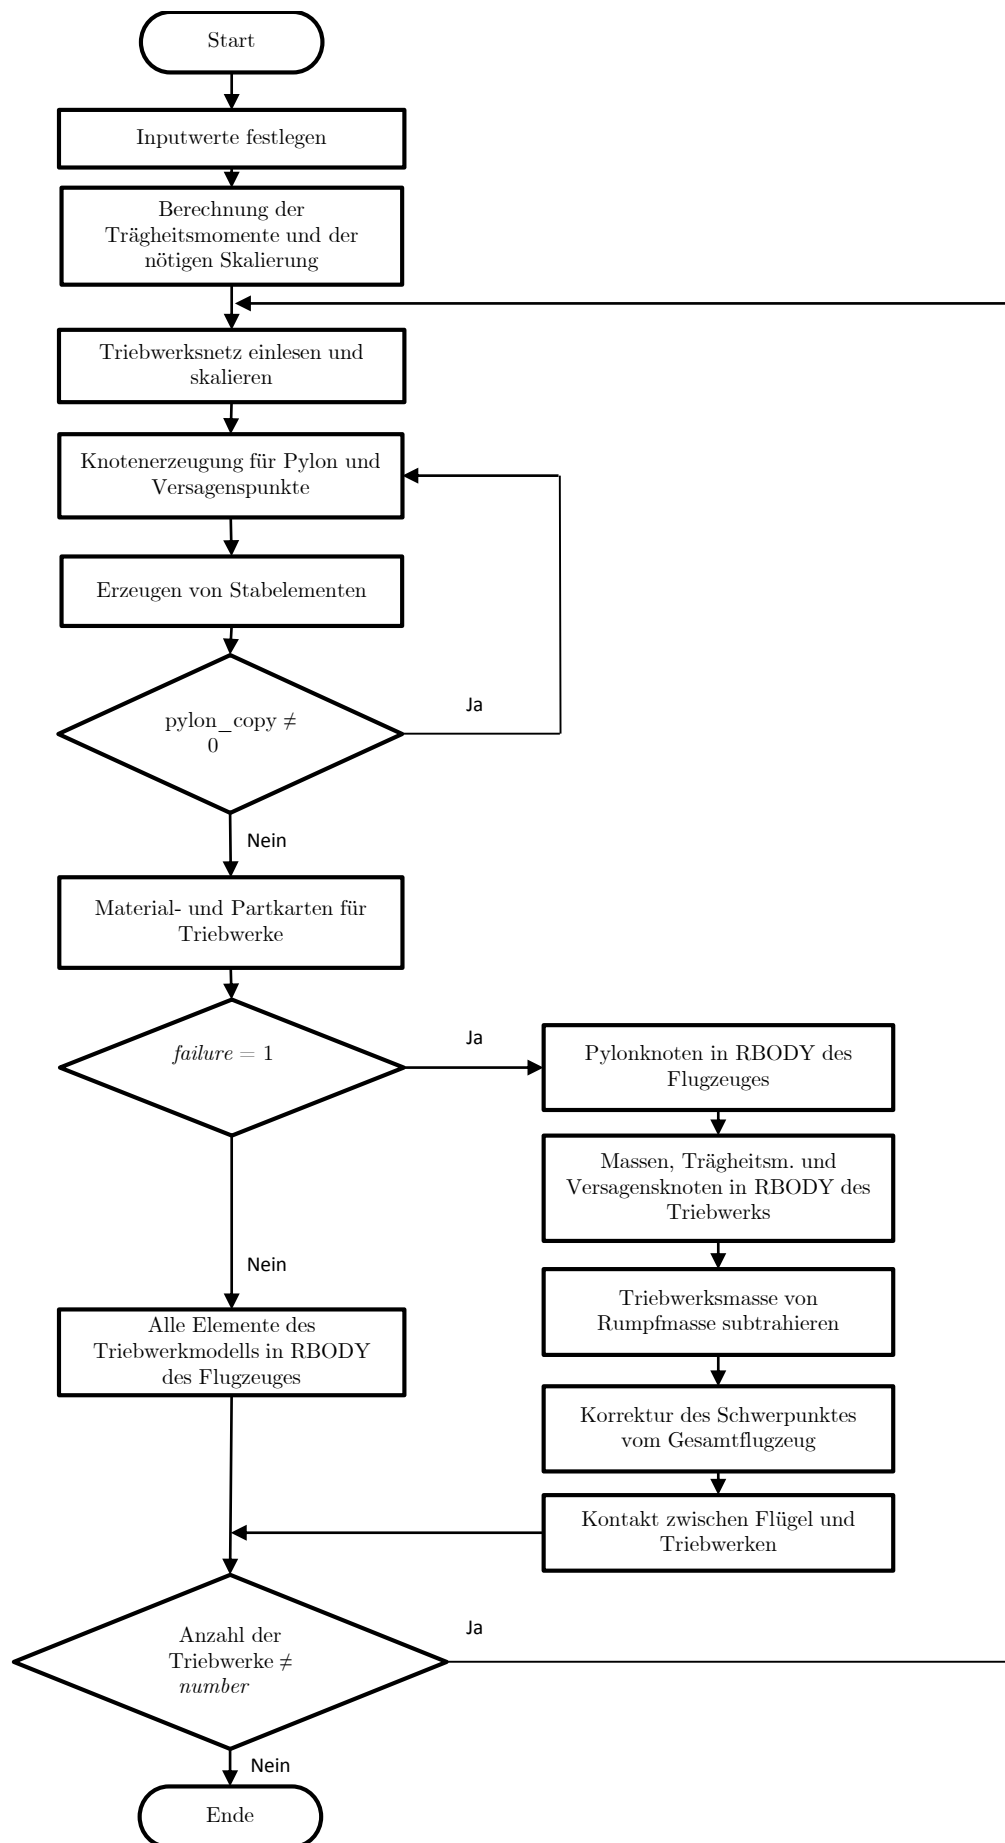 Start
Inputwerte festlegen
Berechnung der
Trägheitsmomente und der
nötigen Skalierung
Triebwerksnetz einlesen und
skalieren
Knotenerzeugung für Pylon und
Versagenspunkte
Erzeugen von Stabelementen
pylon_copy ≠
0
Ja
Nein
Material- und Partkarten für
Triebwerke
failure = 1
Ja
Pylonknoten in RBODY des
Flugzeuges
Massen, Trägheitsm. und
Versagensknoten in RBODY des
Triebwerks
Triebwerksmasse von
Rumpfmasse subtrahieren
Korrektur des Schwerpunktes
vom Gesamtflugzeug
Kontakt zwischen Flügel und
Triebwerken
Nein
Alle Elemente des
Triebwerkmodells in RBODY
des Flugzeuges
Anzahl der
Triebwerke ≠
number
Ja
Nein
Ende